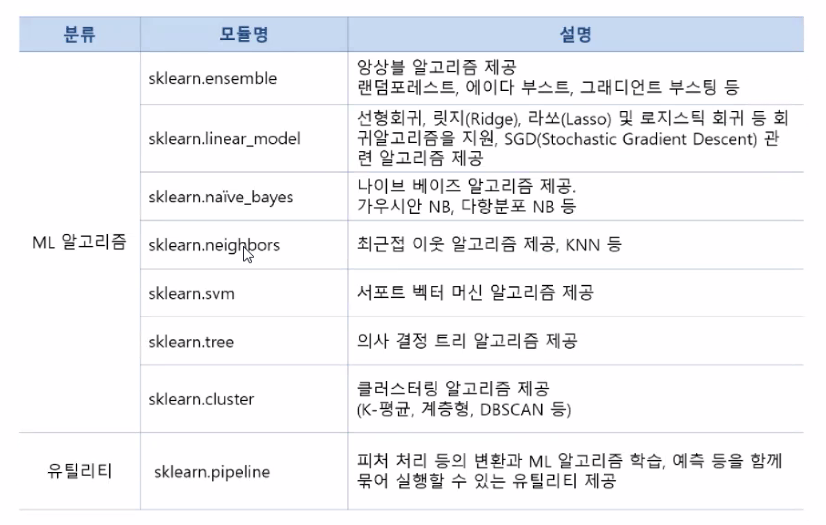 분류 모듈명 설명
ML 알고리즘
sklearn.ensemble
앙상블 알고리즘 제공
랜덤포레스트, 에이다 부스트, 그래디언트 부스팅 등
sklearn.linear_model
선형회귀, 릿지(Ridge), 라쏘(Lasso) 및 로지스틱 회귀 등 회
귀알고리즘을 지원, SGD(Stochastic Gradient Descent) 관
련 알고리즘 제공
sklearn.naïve_bayes
나이브 베이즈 알고리즘 제공.
가우시안 NB, 다항분포 NB 등
sklearn.neighbors
최근접 이웃 알고리즘 제공, KNN 등
sklearn.svm
서포트 벡터 머신 알고리즘 제공
sklearn.tree
의사 결정 트리 알고리즘 제공
sklearn.cluster
클러스터링 알고리즘 제공
(K-평균, 계층형, DBSCAN 등)
유틸리티
sklearn.pipeline
피처 처리 등의 변환과 ML 알고리즘 학습, 예측 등을 함께
묶어 실행할 수 있는 유틸리티 제공